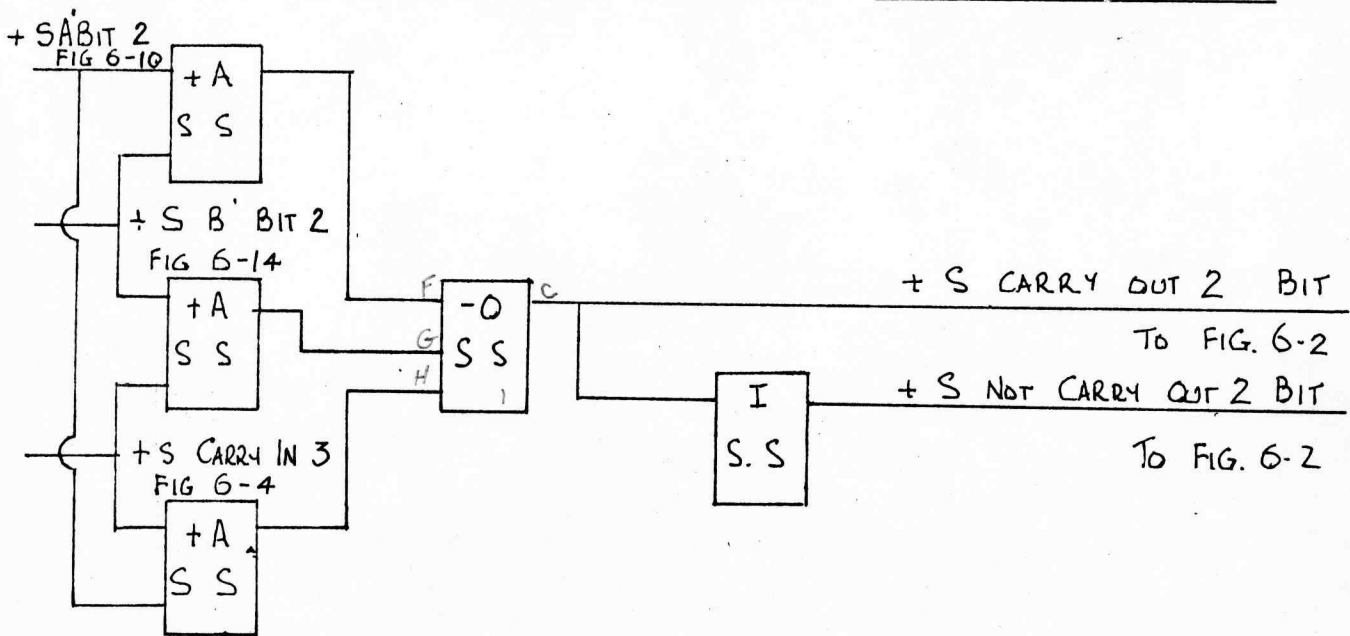 + SA'BIT 2
FIG 6-10
+ A
S S
+ S B' BIT 2
FIG 6-14
+ A
S S
+ S CARRY IN 3
FIG 6-4
+ A
S S
F
G
H
- O
S S
1
C
+ S CARRY OUT 2 BIT
TO FIG. 6-2
I
S. S
+ S NOT CARRY OUT 2 BIT
TO FIG. 6-2